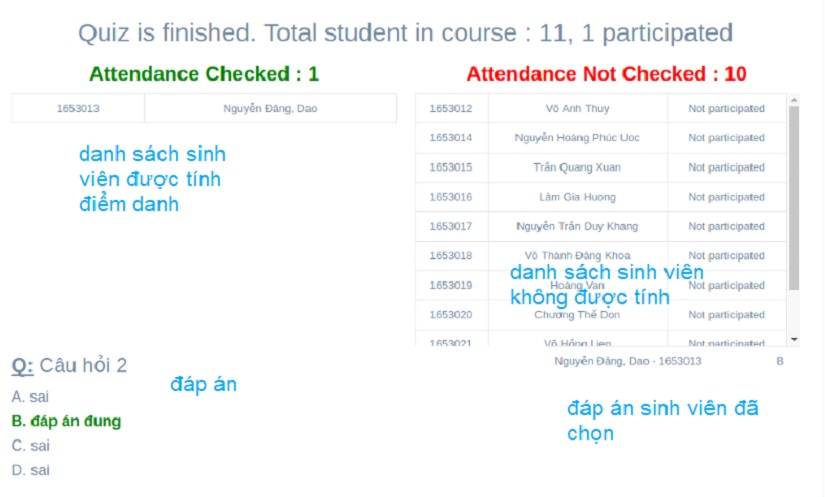 Quiz is finished. Total student in course : 11, 1 participated
Attendance Checked : 1
1653013 Nguyễn Đăng, Dao
danh sách sinh
viên được tính
điểm danh
Attendance Not Checked : 10
1653012 Võ Anh Thuy Not participated
1653014 Nguyễn Hoàng Phúc Uoc Not participated
1653015 Trần Quang Xuan Not participated
1653016 Lâm Gia Huong Not participated
1653017 Nguyễn Trần Duy Khang Not participated
1653018 Võ Thành Đăng Khoa Not participated
danh sách sinh viên
1653019 Hoàng Van Not participated
không được tính
1653020 Chương Thế Don Not participated
1653021 Võ Hồng Lien Not participated
Q: Câu hỏi 2
A. sai
B. đáp án đung
C. sai
D. sai
đáp án
Nguyễn Đăng, Dao - 1653013 B
đáp án sinh viên đã
chọn